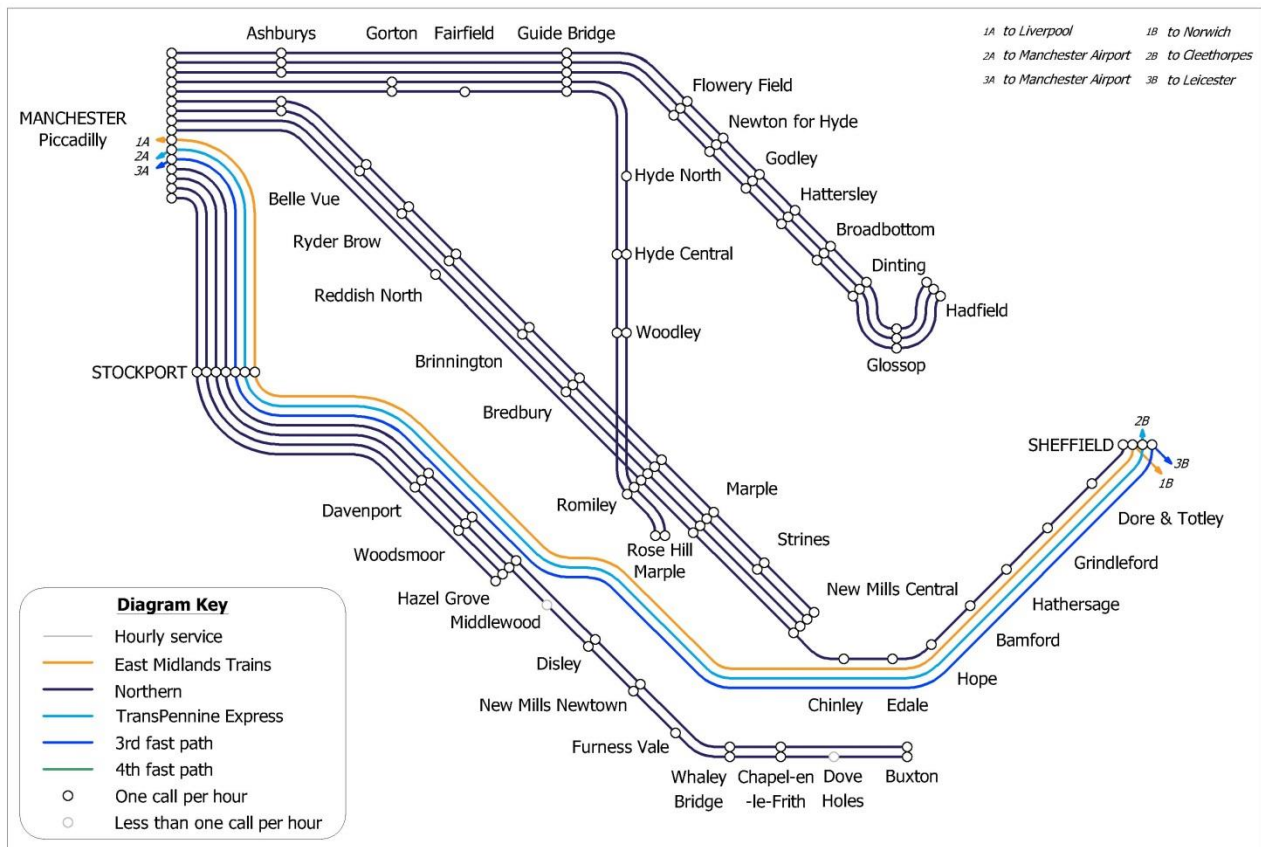 Ashburys
Gorton
Fairfield
Guide Bridge
1A to Liverpool
1B to Norwich
2A to Manchester Airport
2B to Cleethorpes
3A to Manchester Airport
3B to Leicester
MANCHESTER
Piccadilly
1A
2A
3A
Flowery Field
Newton for Hyde
Godley
Hattersley
Broadbottom
Dinting
Hadfield
Glossop
Hyde North
Hyde Central
Woodley
Belle Vue
Ryder Brow
Reddish North
Brinnington
Bredbury
Romiley
Rose Hill
Marple
Marple
Strines
New Mills Central
STOCKPORT
Davenport
Woodsmoor
Hazel Grove
Middlewood
Disley
New Mills Newtown
Furness Vale
Whaley
Bridge
Chapel-en
-le-Frith
Dove
Holes
Buxton
Chinley
Edale
Hope
Bamford
Hathersage
Grindleford
Dore & Totley
SHEFFIELD
2B
3B
1B
Diagram Key
Hourly service
East Midlands Trains
Northern
TransPennine Express
3rd fast path
4th fast path
One call per hour
Less than one call per hour